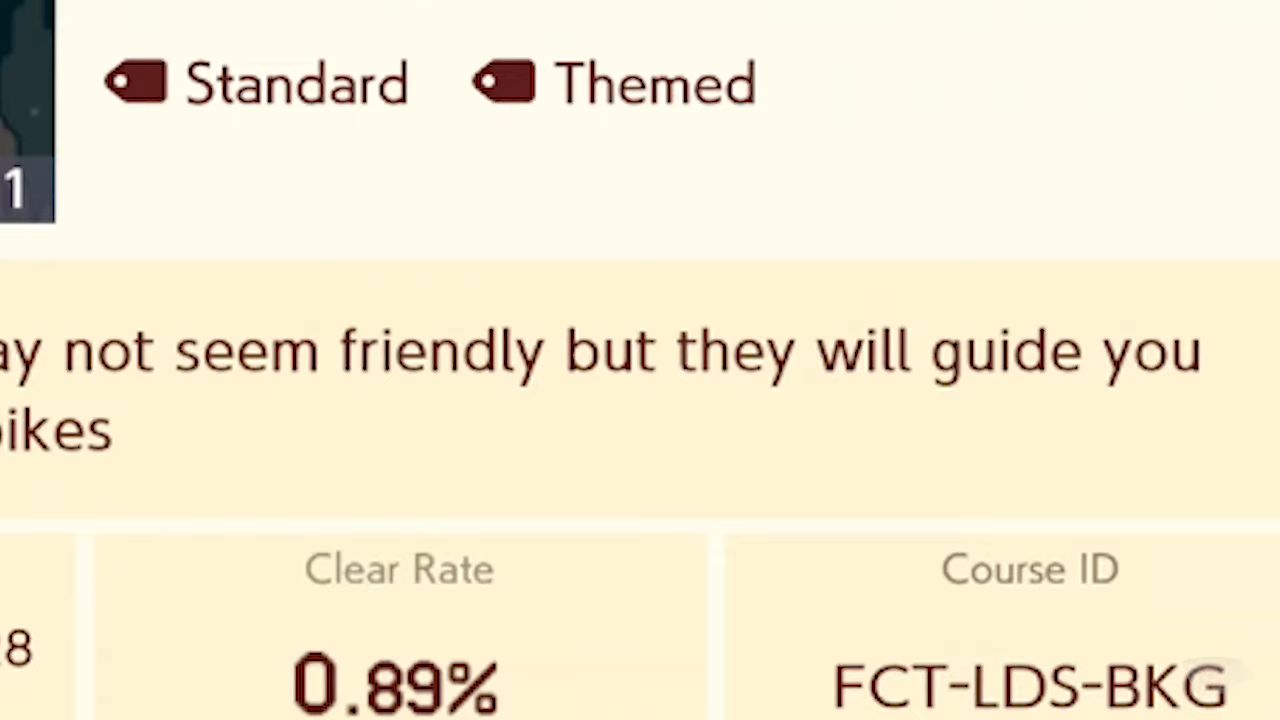 Standard Themed
1
ay not seem friendly but they will guide you
pikes
Clear Rate Course ID
28
0.89% FCT-LDS-BKG